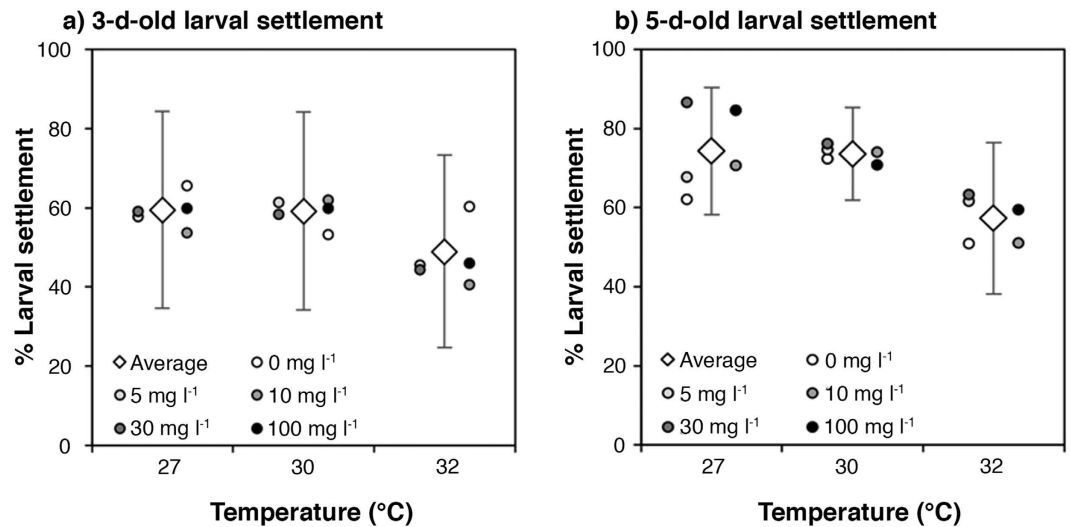 a) 3-d-old larval settlement
% Larval settlement
100
80
60
40
20
0
Average
0 mg l-1
5 mg l-1
10 mg l-1
30 mg l-1
100 mg l-1
27
30
32
Temperature (°C)
b) 5-d-old larval settlement
% Larval settlement
100
80
60
40
20
0
Average
0 mg l-1
5 mg l-1
10 mg l-1
30 mg l-1
100 mg l-1
27
30
32
Temperature (°C)